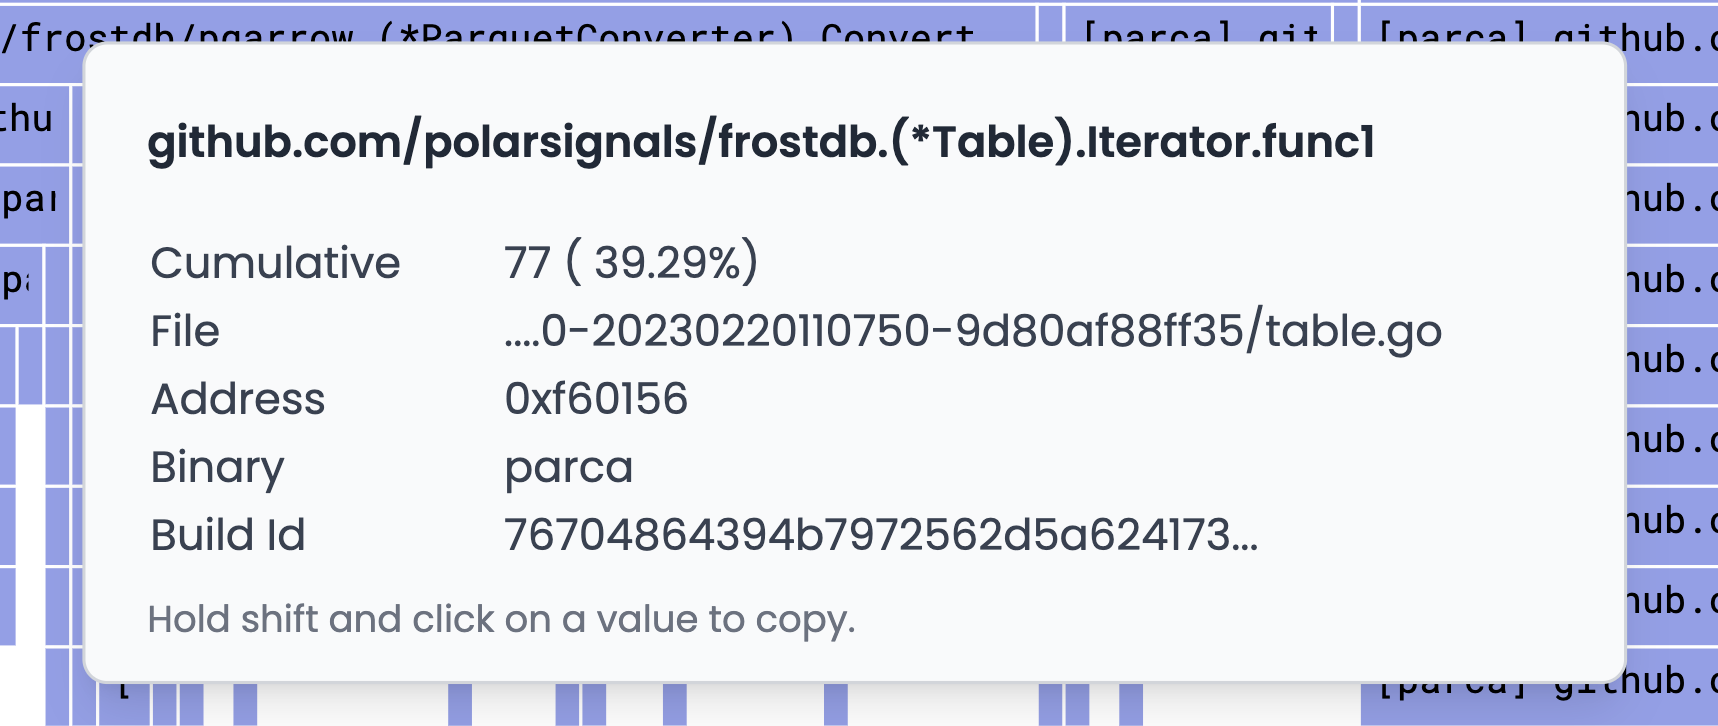 /frostdb/pqarrow.(*ParquetConverter).Convert
[parca] git
[parca] github.c
thu
hub.c
par
hub.c
hub.c
hub.c
hub.c
hub.c
hub.c
github.com/polarsignals/frostdb.(*Table).Iterator.func1
Cumulative 77 ( 39.29%)
File ....0-20230220110750-9d80af88ff35/table.go
Address 0xf60156
Binary parca
Build Id 76704864394b7972562d5a624173...
Hold shift and click on a value to copy.
[
[parca] github.c